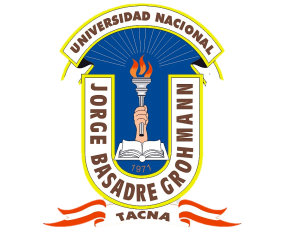 UNIVERSIDAD NACIONAL
JORGE BASADRE GROHMANN
1971
TACNA